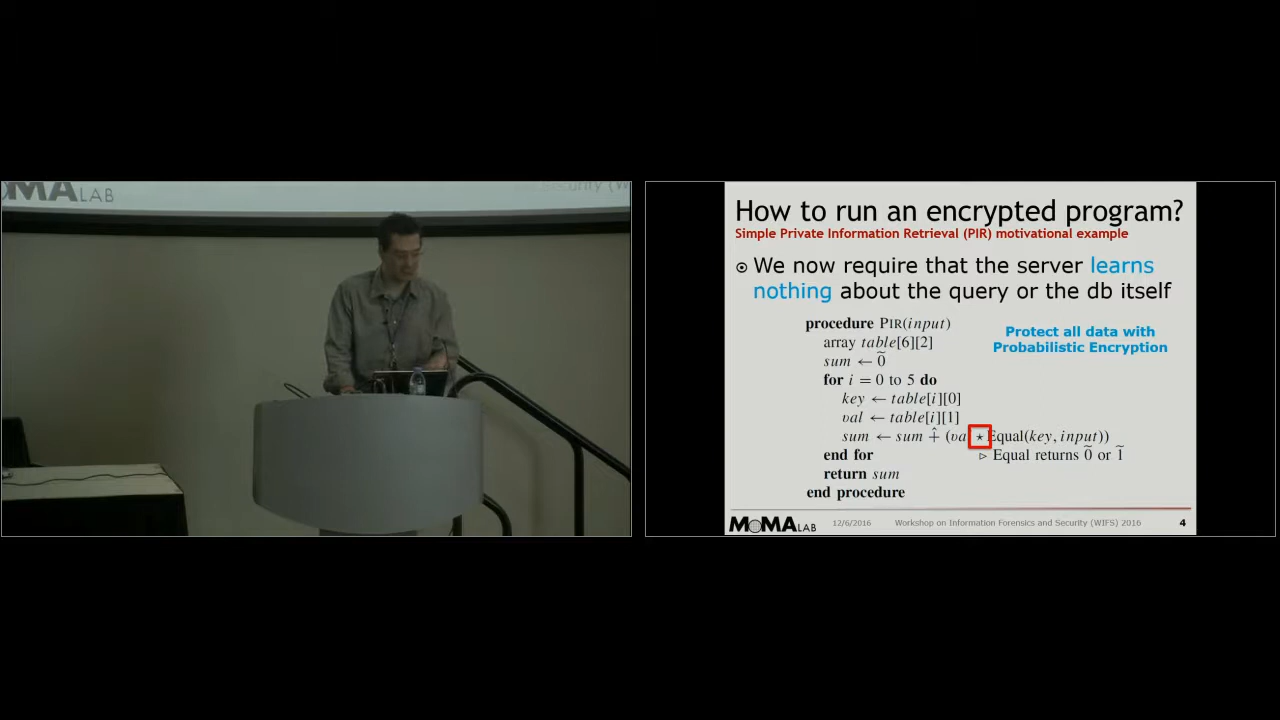 MA LAB
Security (W
How to run an encrypted program?
Simple Private Information Retrieval (PIR) motivational example
We now require that the server learns
nothing about the query or the db itself
Protect all data with
Probabilistic Encryption
procedure PIR(input)
array table[6][2]
sum ← 0̃
for i = 0 to 5 do
key ← table[i][0]
val ← table[i][1]
sum ← sum +̂ (va ⋆ Equal(key, input))
end for
▷ Equal returns 0̃ or 1̃
return sum
end procedure
MOMALAB
12/6/2016
Workshop on Information Forensics and Security (WIFS) 2016
4